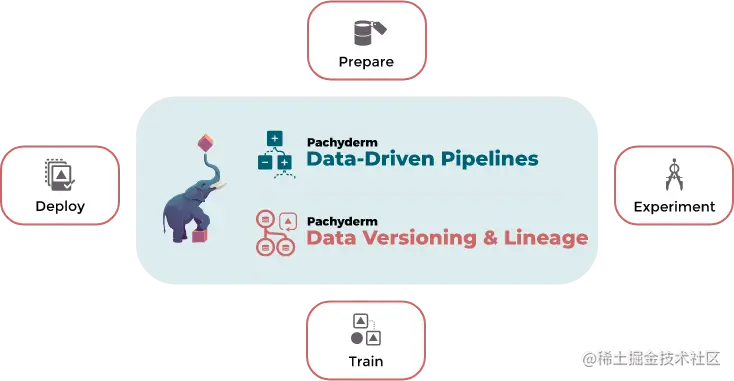 Prepare
Pachyderm
Data-Driven Pipelines
Deploy
Experiment
Pachyderm
Data Versioning & Lineage
Train
@稀土掘金技术社区